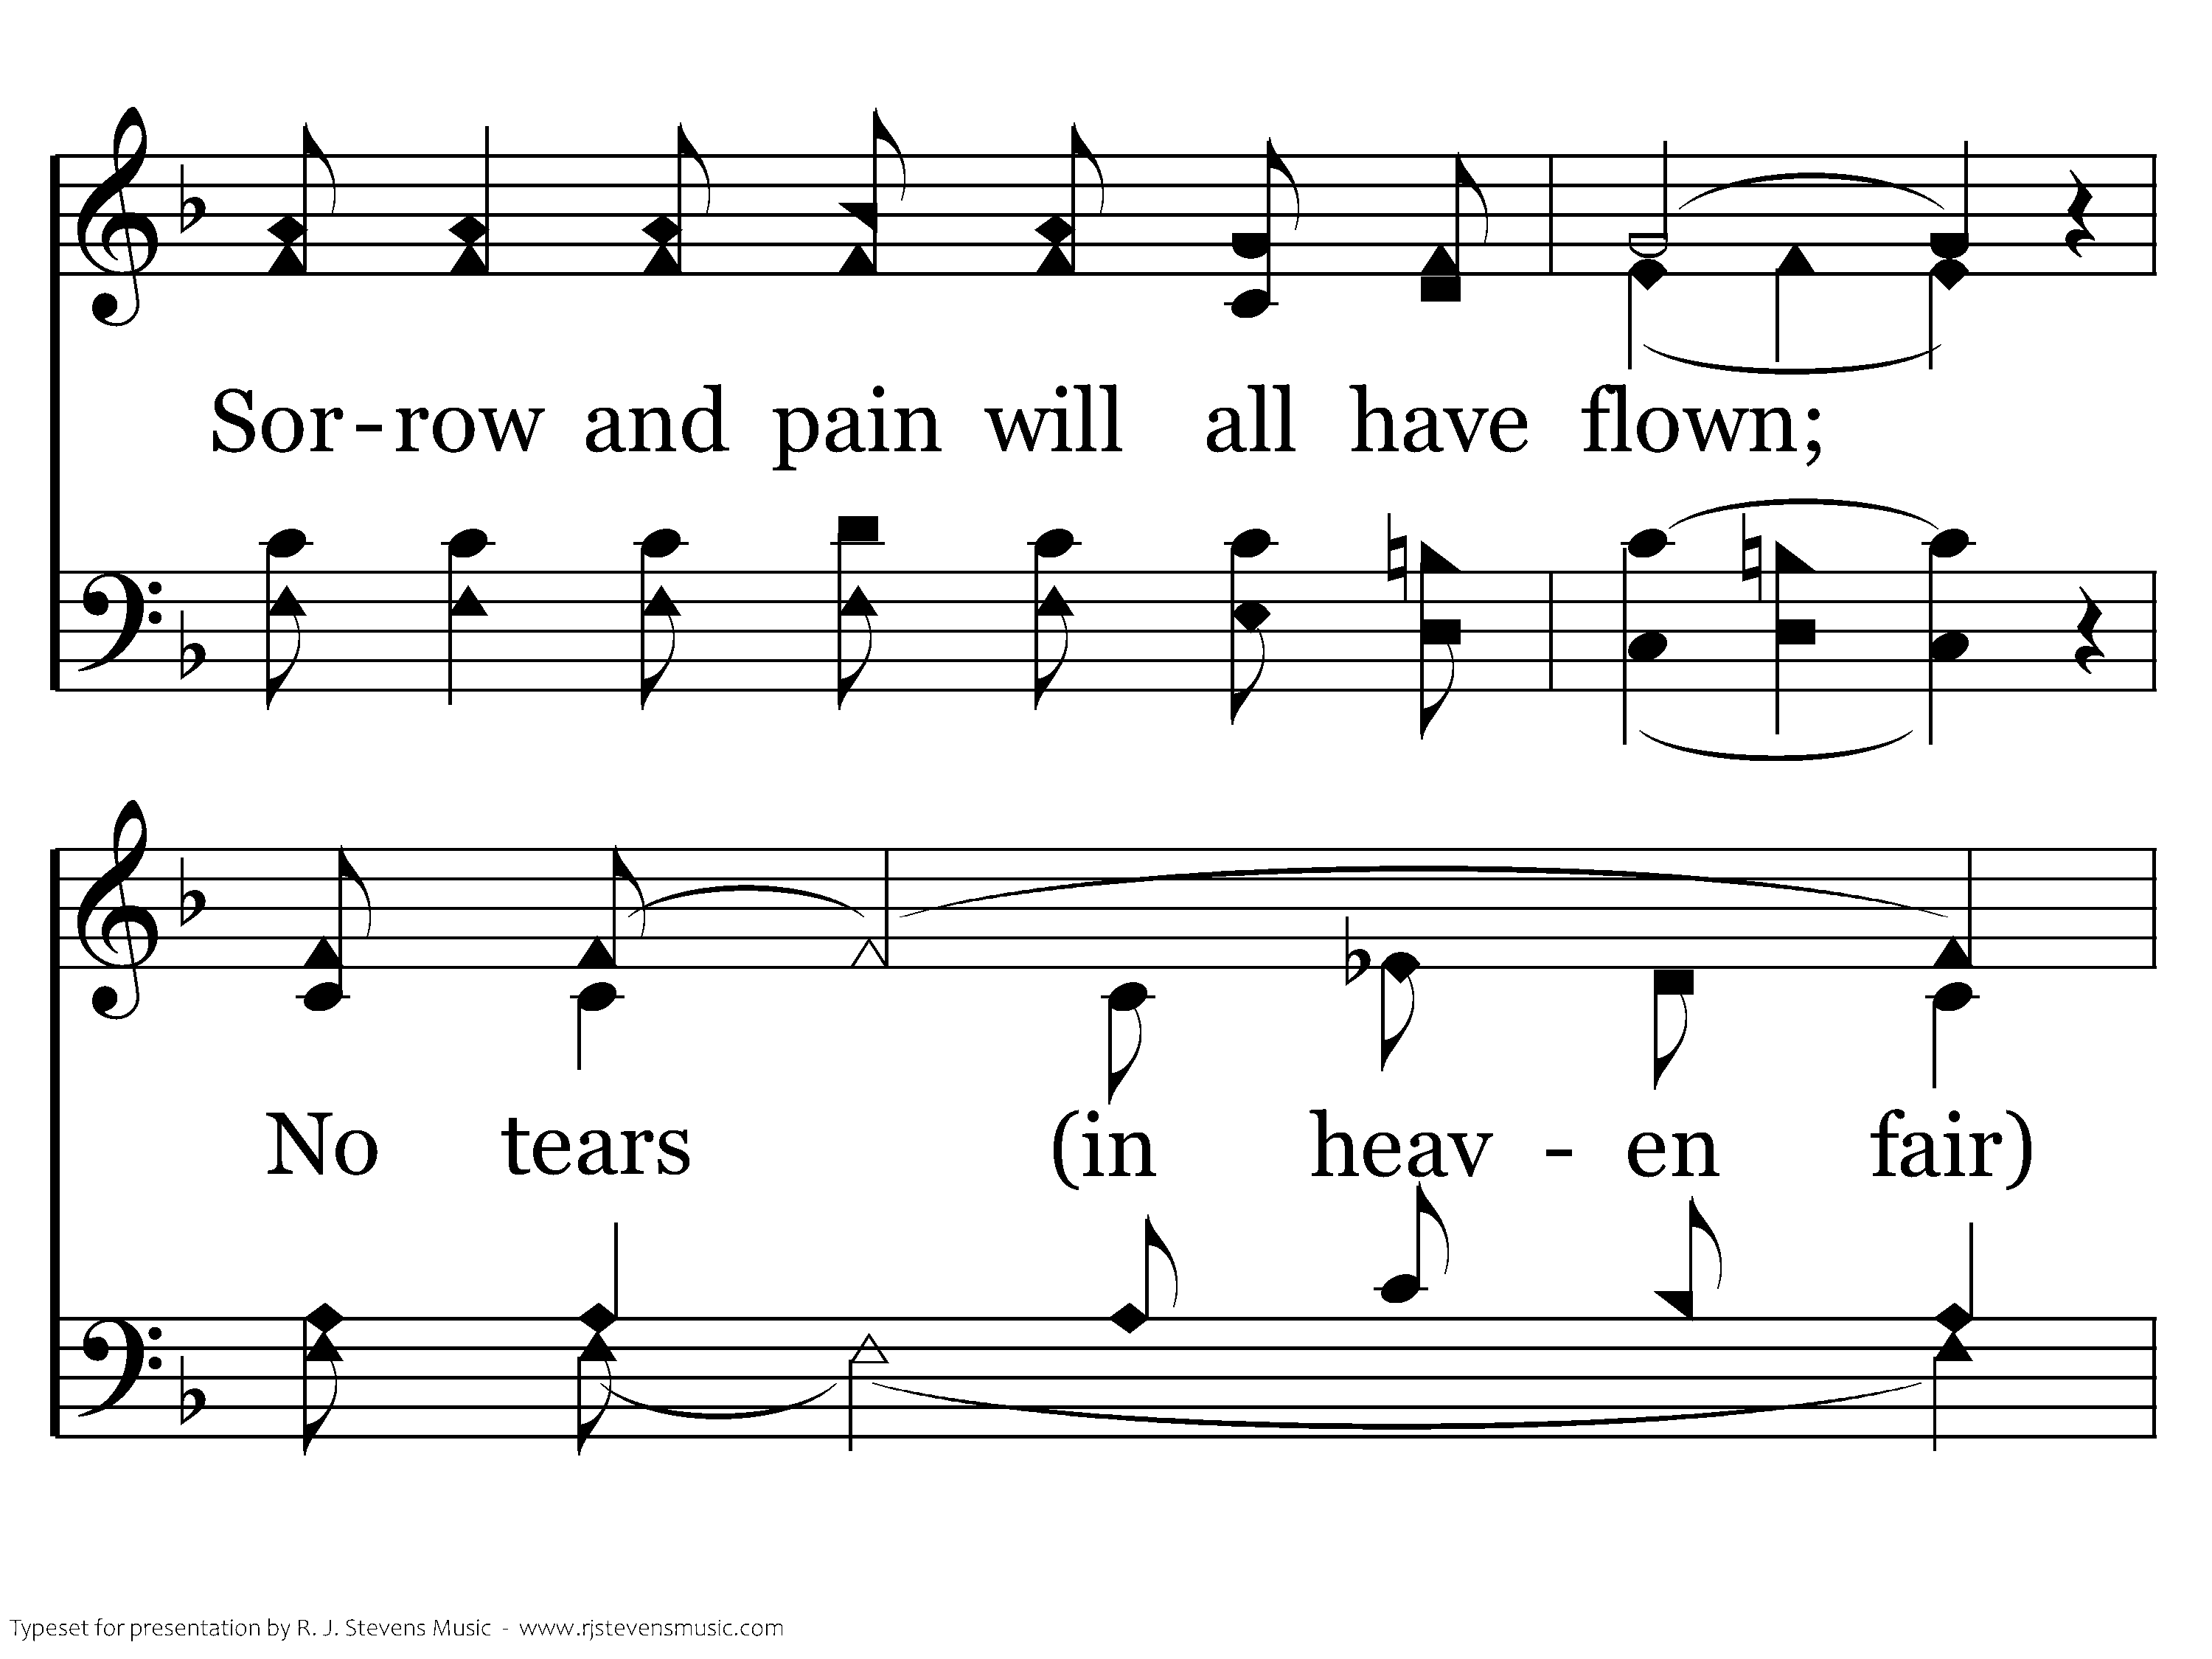 Sor-row and pain will all have flown;
No tears (in heav - en fair)
Typeset for presentation by R. J. Stevens Music - www.rjstevensmusic.com